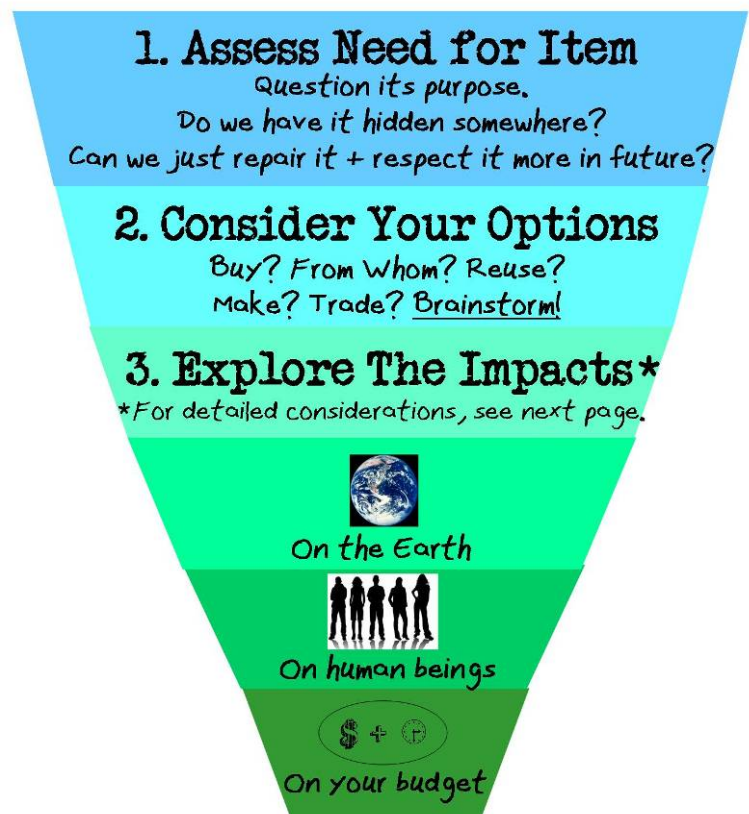 1. Assess Need for Item
Question its purpose.
Do we have it hidden somewhere?
Can we just repair it + respect it more in future?
2. Consider Your Options
Buy? From Whom? Reuse?
Make? Trade? Brainstorm!
3. Explore The Impacts*
*For detailed considerations, see next page.
On the Earth
On human beings
$ +
On your budget